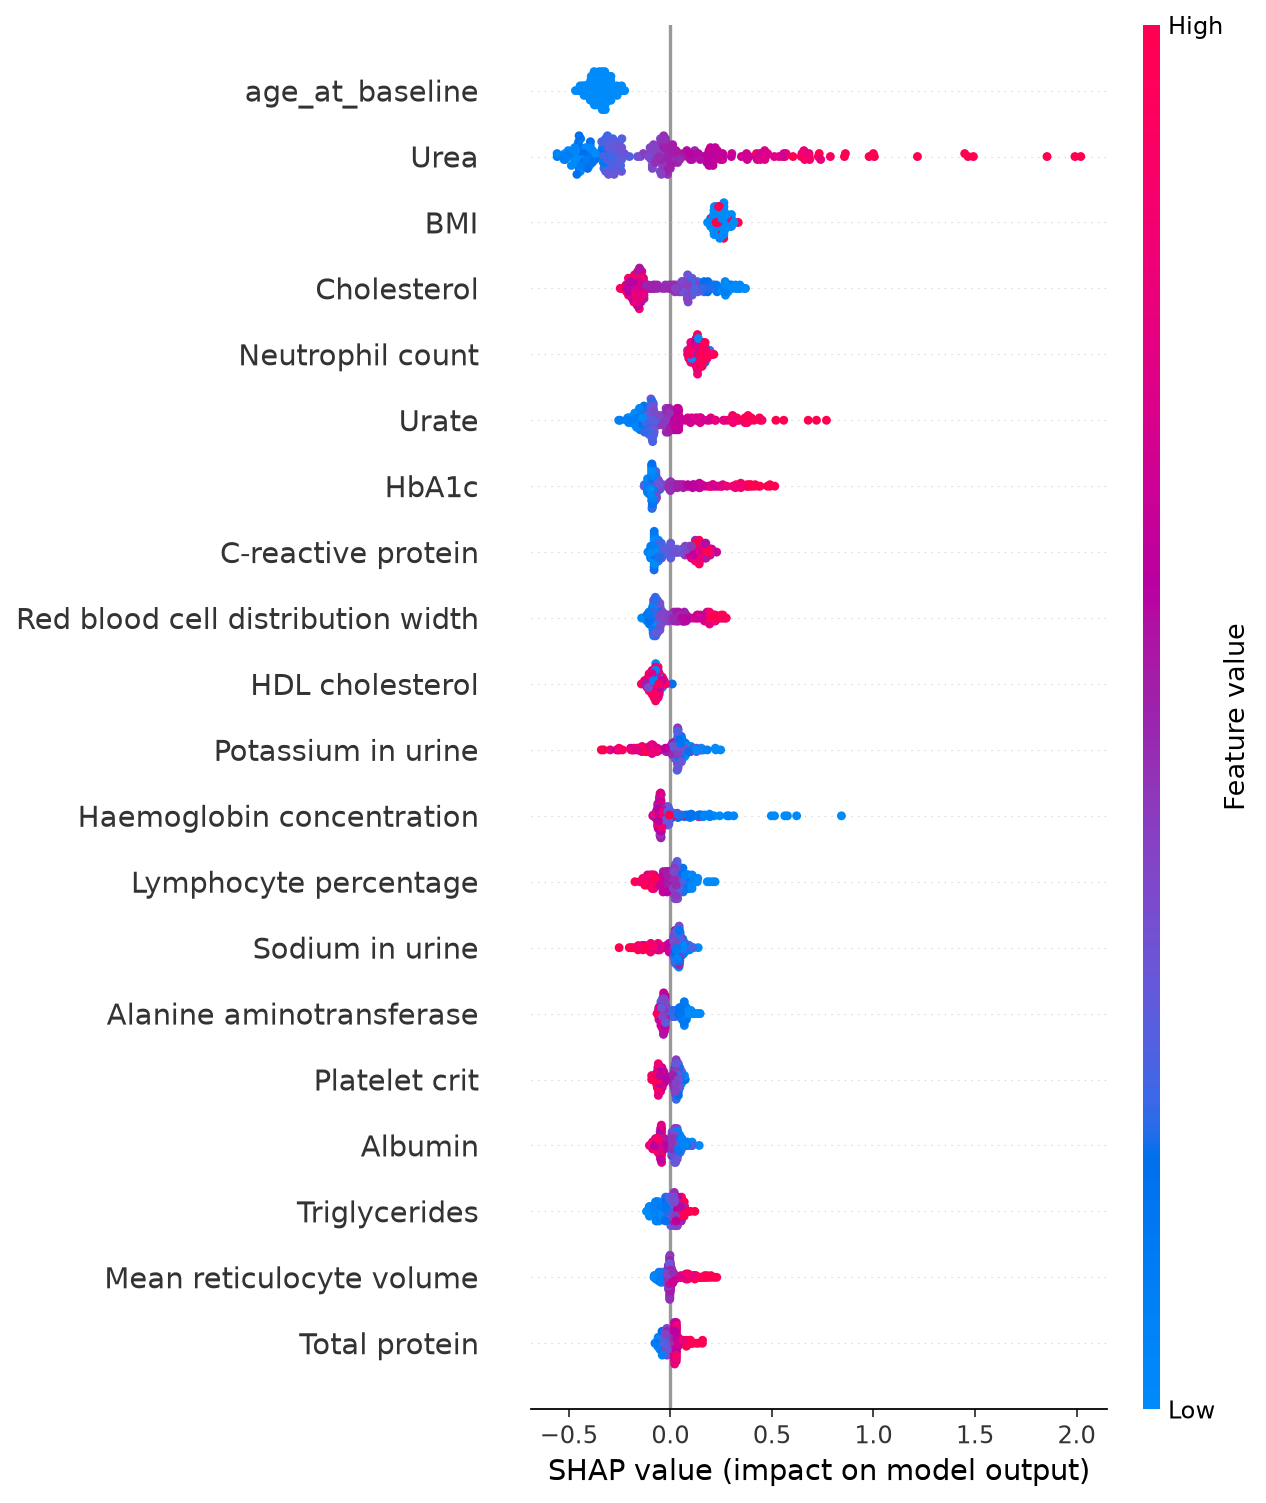 High
age_at_baseline
Urea
BMI
Cholesterol
Neutrophil count
Urate
HbA1c
C-reactive protein
Red blood cell distribution width
HDL cholesterol
Potassium in urine
Haemoglobin concentration
Lymphocyte percentage
Sodium in urine
Alanine aminotransferase
Platelet crit
Albumin
Triglycerides
Mean reticulocyte volume
Total protein
Feature value
Low
−0.5 0.0 0.5 1.0 1.5 2.0
SHAP value (impact on model output)